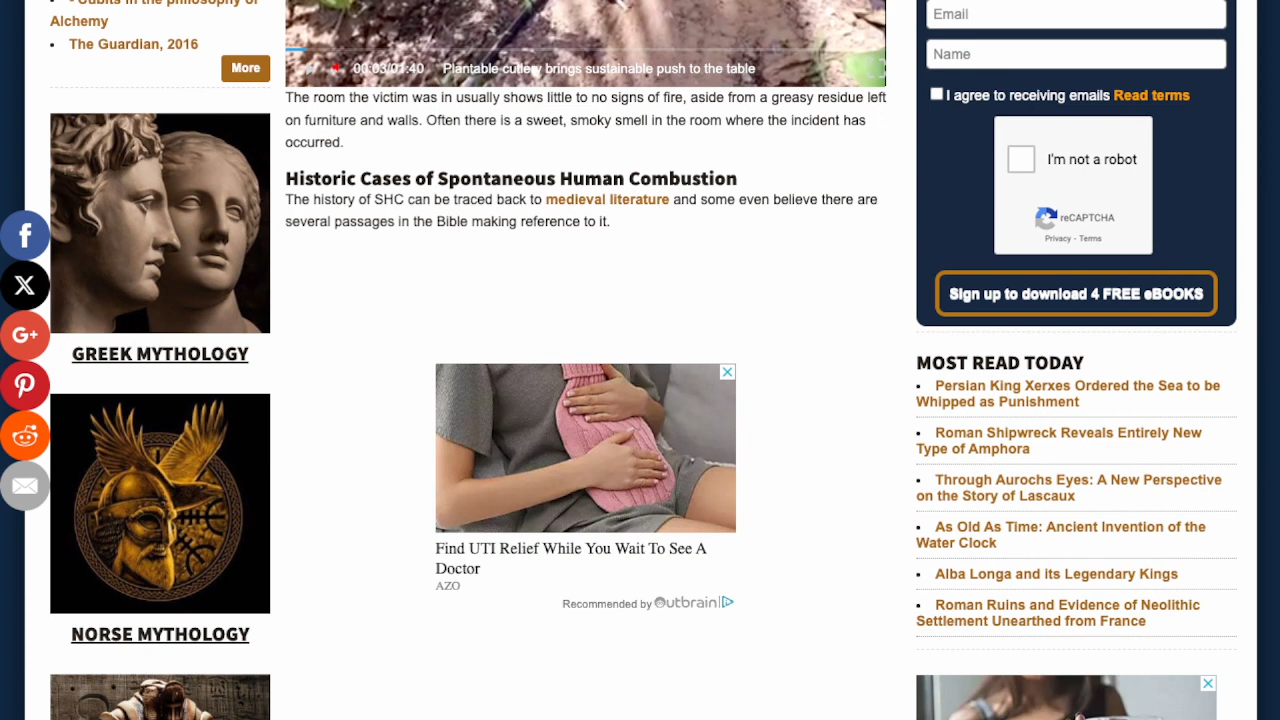 - Cubits in the philosophy of
Alchemy
The Guardian, 2016
More
GREEK MYTHOLOGY
NORSE MYTHOLOGY
00:03/01:40 Plantable cutlery brings sustainable push to the table
The room the victim was in usually shows little to no signs of fire, aside from a greasy residue left
on furniture and walls. Often there is a sweet, smoky smell in the room where the incident has
occurred.
Historic Cases of Spontaneous Human Combustion
The history of SHC can be traced back to medieval literature and some even believe there are
several passages in the Bible making reference to it.
Find UTI Relief While You Wait To See A
Doctor
AZO
Recommended by Outbrain
Email
Name
I agree to receiving emails Read terms
I'm not a robot
reCAPTCHA
Privacy - Terms
Sign up to download 4 FREE eBOOKS
MOST READ TODAY
Persian King Xerxes Ordered the Sea to be
Whipped as Punishment
Roman Shipwreck Reveals Entirely New
Type of Amphora
Through Aurochs Eyes: A New Perspective
on the Story of Lascaux
As Old As Time: Ancient Invention of the
Water Clock
Alba Longa and its Legendary Kings
Roman Ruins and Evidence of Neolithic
Settlement Unearthed from France